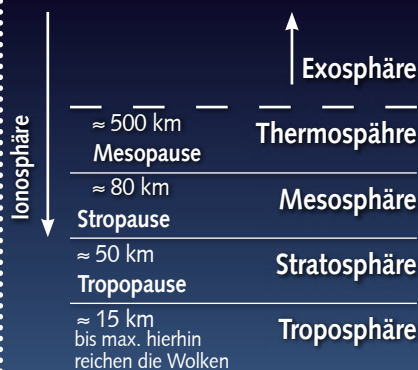 Exosphäre
Ionosphäre
≈ 500 km
Thermospähre
Mesopause
≈ 80 km
Mesosphäre
Stropause
≈ 50 km
Stratosphäre
Tropopause
≈ 15 km
Troposphäre
bis max. hierhin
reichen die Wolken